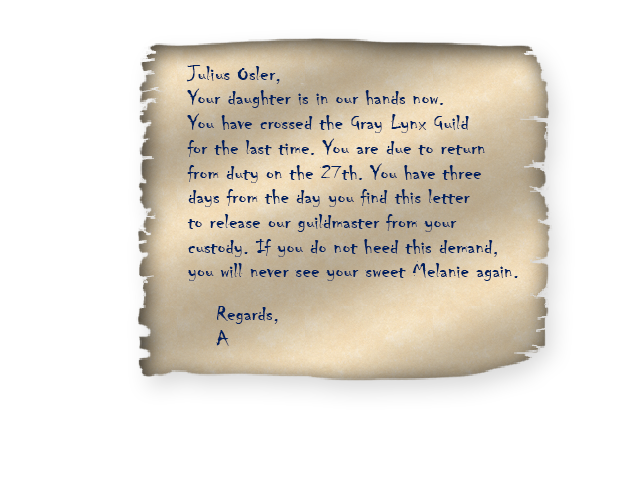 Julius Osler,
Your daughter is in our hands now.
You have crossed the Gray Lynx Guild
for the last time. You are due to return
from duty on the 27th. You have three
days from the day you find this letter
to release our guildmaster from your
custody. If you do not heed this demand,
you will never see your sweet Melanie again.
Regards,
A